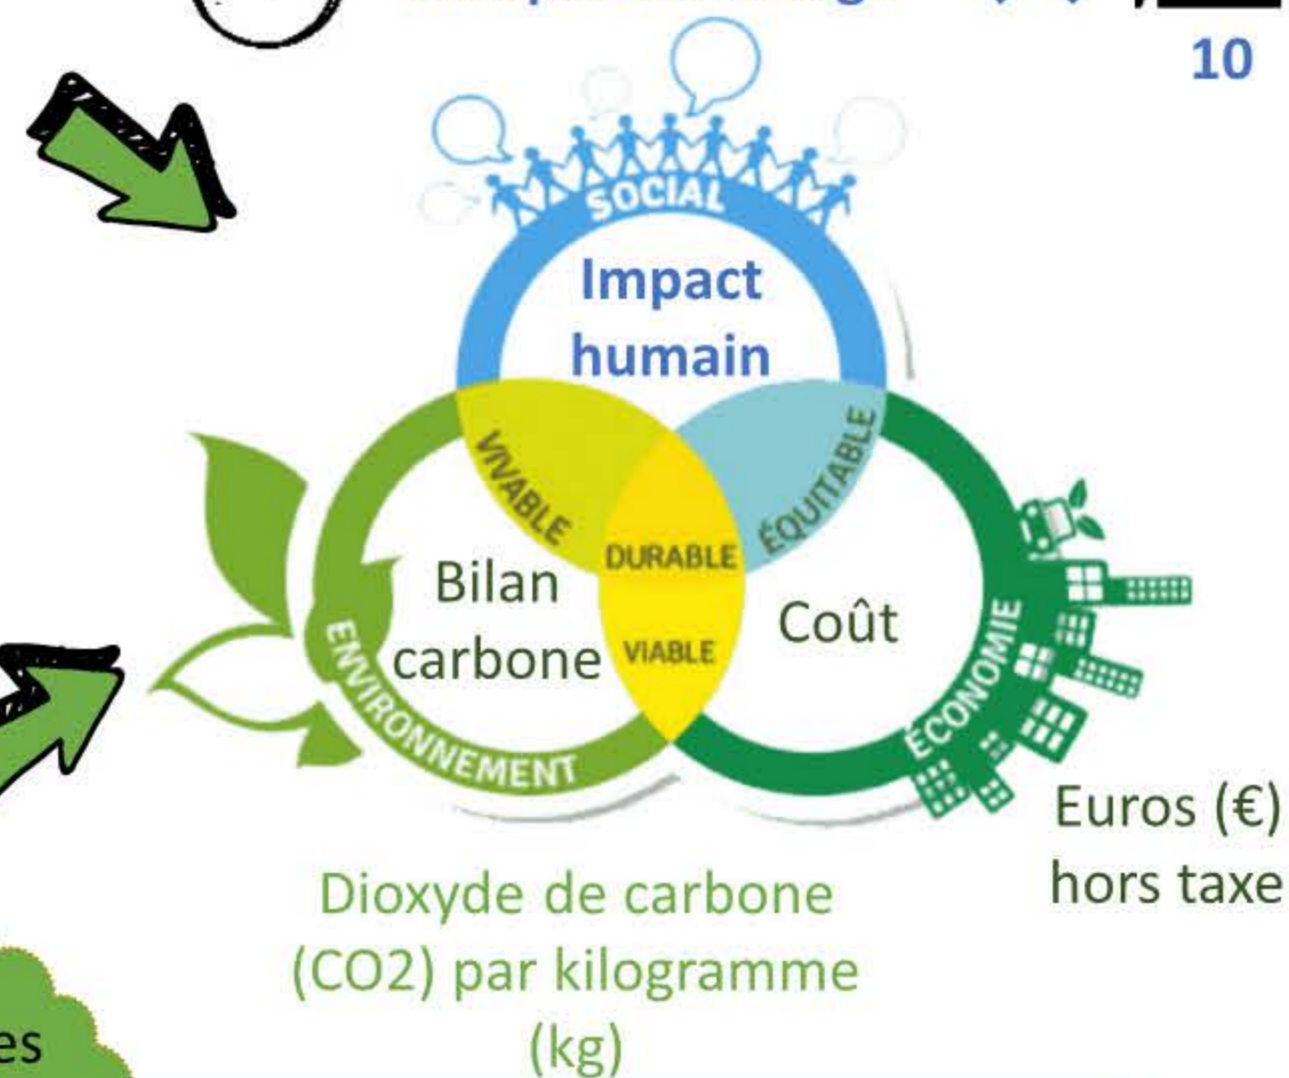 10
SOCIAL
Impact
humain
VIVABLE
ÉQUITABLE
DURABLE
Bilan
carbone
VIABLE
Coût
ENVIRONNEMENT
ÉCONOMIE
Euros (€)
hors taxe
Dioxyde de carbone
(CO2) par kilogramme
(kg)
es